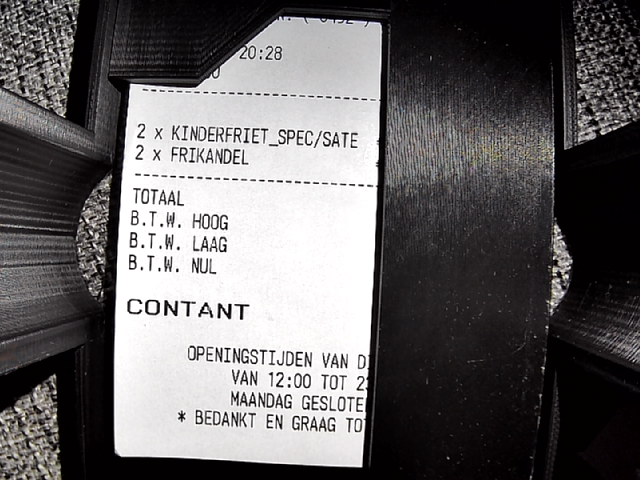 20:28
2 x KINDERFRIET_SPEC/SATE
2 x FRIKANDEL
TOTAAL
B.T.W. HOOG
B.T.W. LAAG
B.T.W. NUL
CONTANT
OPENINGSTIJDEN VAN
VAN 12:00 TOT
MAANDAG
* BEDANKT EN GRAAG